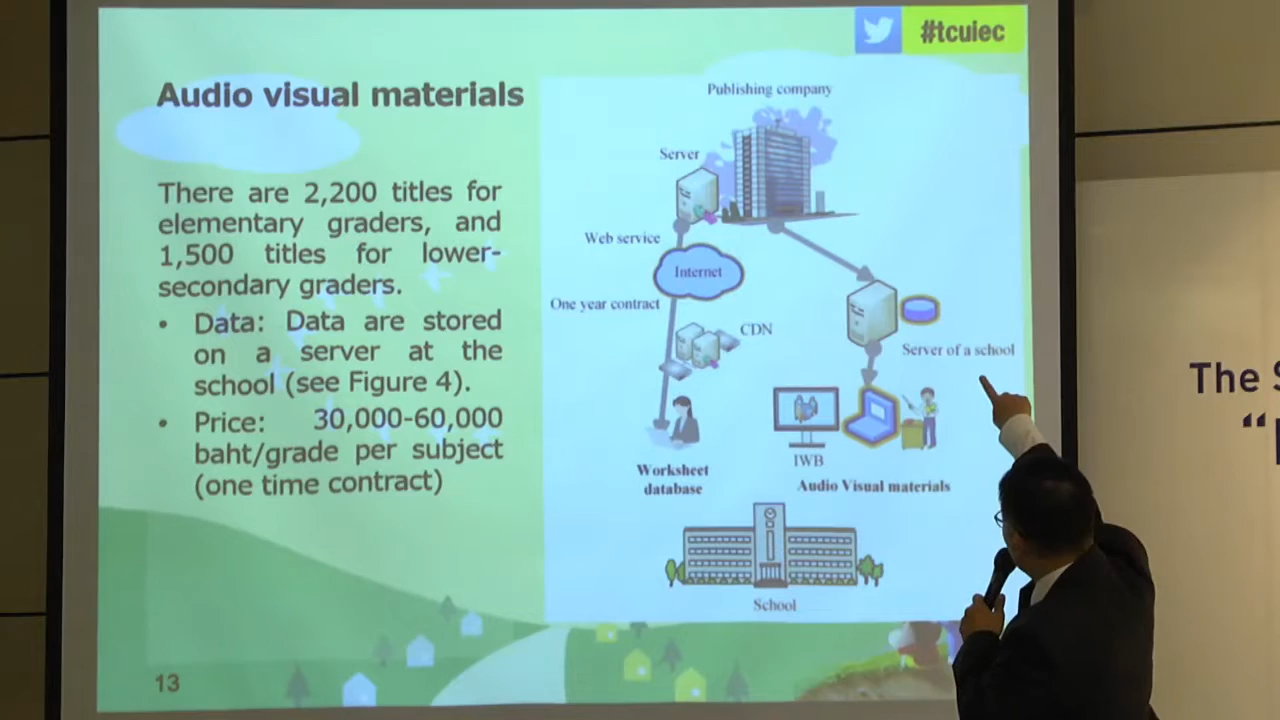 #tcuiec
Audio visual materials
There are 2,200 titles for
elementary graders, and
1,500 titles for lower-
secondary graders.
• Data: Data are stored
on a server at the
school (see Figure 4).
• Price: 30,000-60,000
baht/grade per subject
(one time contract)
13
Publishing company
Server
Web service
Internet
One year contract
CDN
Server of a school
IWB
Worksheet
database
Audio Visual materials
School
The
“